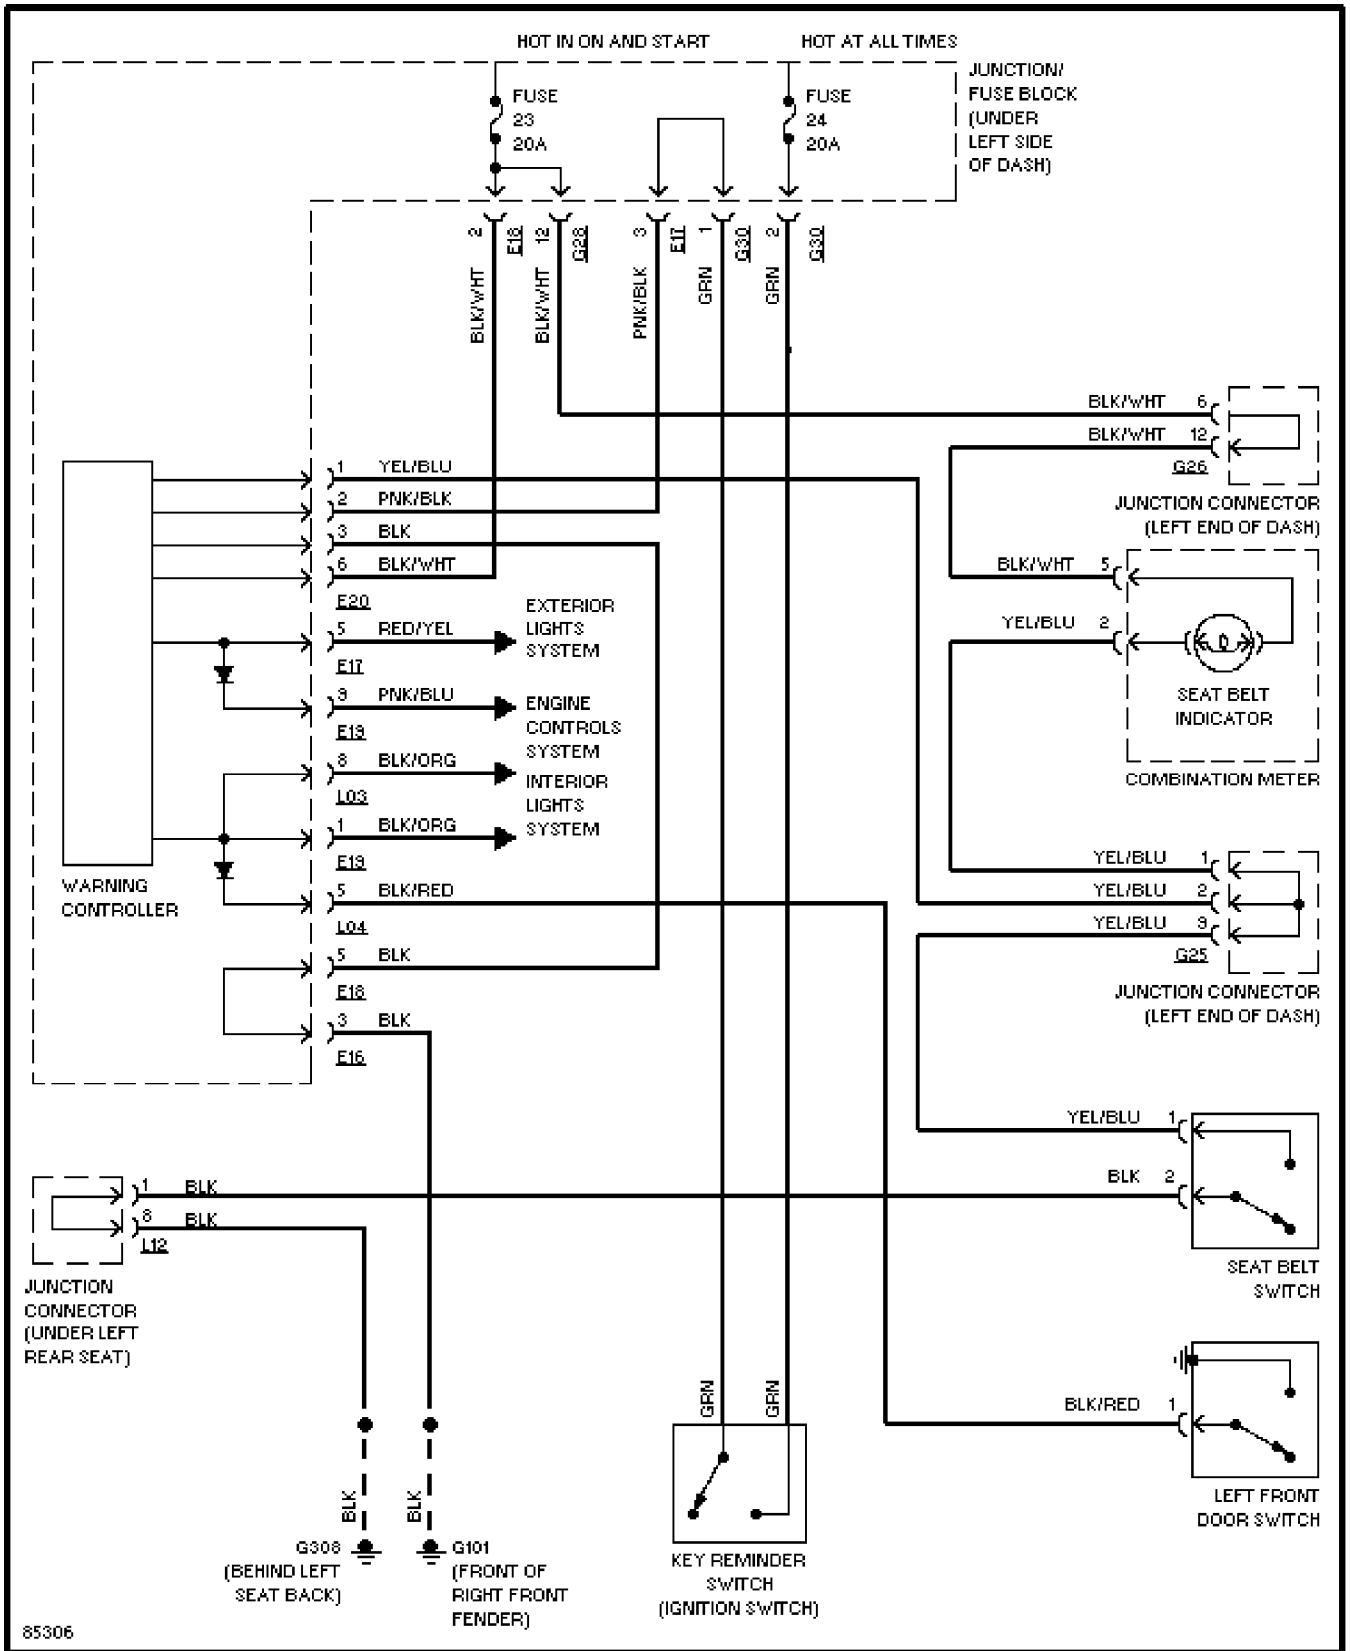 HOT IN ON AND START
HOT AT ALL TIMES
JUNCTION/
FUSE BLOCK
(UNDER
LEFT SIDE
OF DASH)
FUSE
23
20A
FUSE
24
20A
2
E18
12
G28
3
E17
1
G30
2
G30
BLK/WHT
BLK/WHT
PNK/BLK
GRN
GRN
BLK/WHT 6
BLK/WHT 12
G26
JUNCTION CONNECTOR
(LEFT END OF DASH)
1 YEL/BLU
2 PNK/BLK
3 BLK
6 BLK/WHT
E20
5 RED/YEL
E17
EXTERIOR
LIGHTS
SYSTEM
9 PNK/BLU
E19
ENGINE
CONTROLS
SYSTEM
8 BLK/ORG
L03
INTERIOR
LIGHTS
SYSTEM
1 BLK/ORG
E19
5 BLK/RED
L04
5 BLK
E18
3 BLK
E16
WARNING
CONTROLLER
BLK/WHT 5
YEL/BLU 2
SEAT BELT
INDICATOR
COMBINATION METER
YEL/BLU 1
YEL/BLU 2
YEL/BLU 9
G25
JUNCTION CONNECTOR
(LEFT END OF DASH)
YEL/BLU 1
BLK 2
SEAT BELT
SWITCH
1 BLK
8 BLK
L12
JUNCTION
CONNECTOR
(UNDER LEFT
REAR SEAT)
BLK/RED 1
LEFT FRONT
DOOR SWITCH
GRN
GRN
KEY REMINDER
SWITCH
(IGNITION SWITCH)
BLK
BLK
G308
(BEHIND LEFT
SEAT BACK)
G101
(FRONT OF
RIGHT FRONT
FENDER)
85306